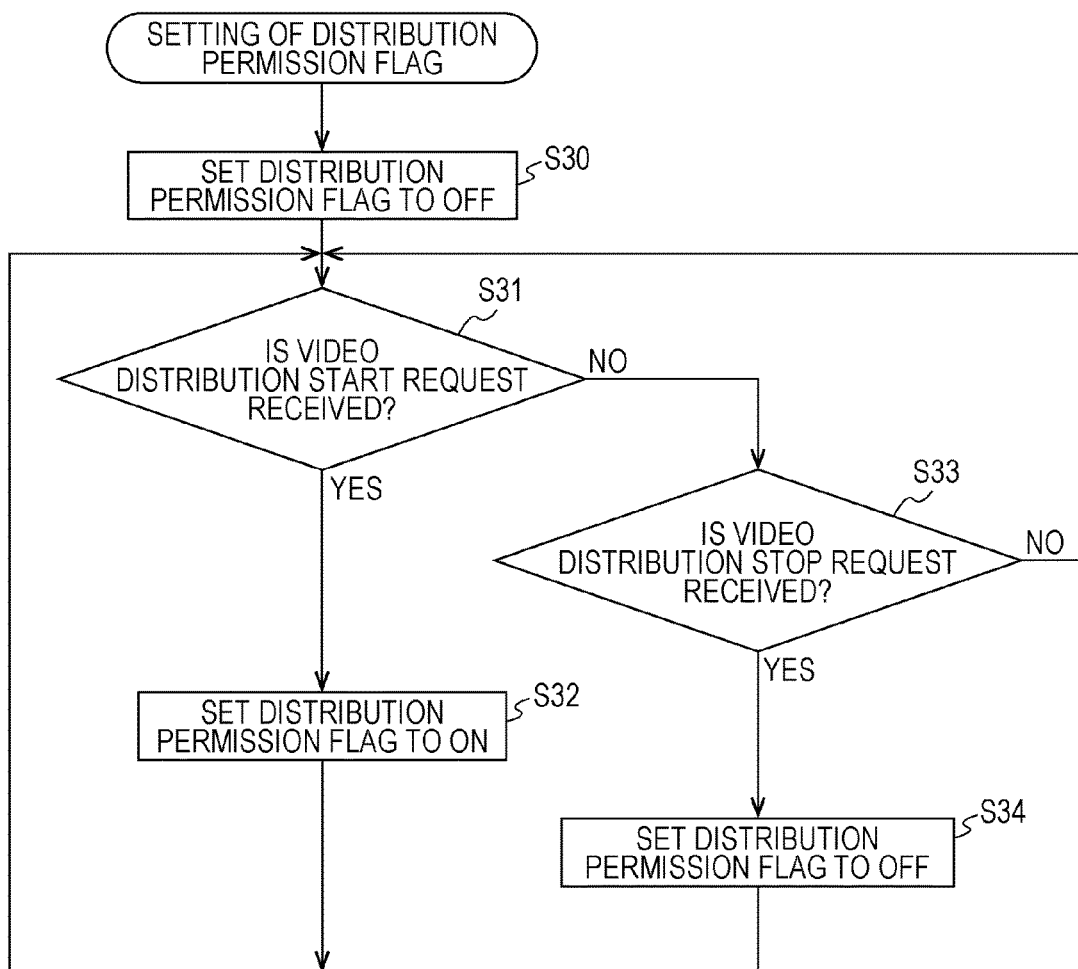 SETTING OF DISTRIBUTION
PERMISSION FLAG
S30
SET DISTRIBUTION
PERMISSION FLAG TO OFF
S31
IS VIDEO
DISTRIBUTION START REQUEST
RECEIVED?
NO
YES
S33
IS VIDEO
DISTRIBUTION STOP REQUEST
RECEIVED?
NO
YES
S32
SET DISTRIBUTION
PERMISSION FLAG TO ON
S34
SET DISTRIBUTION
PERMISSION FLAG TO OFF